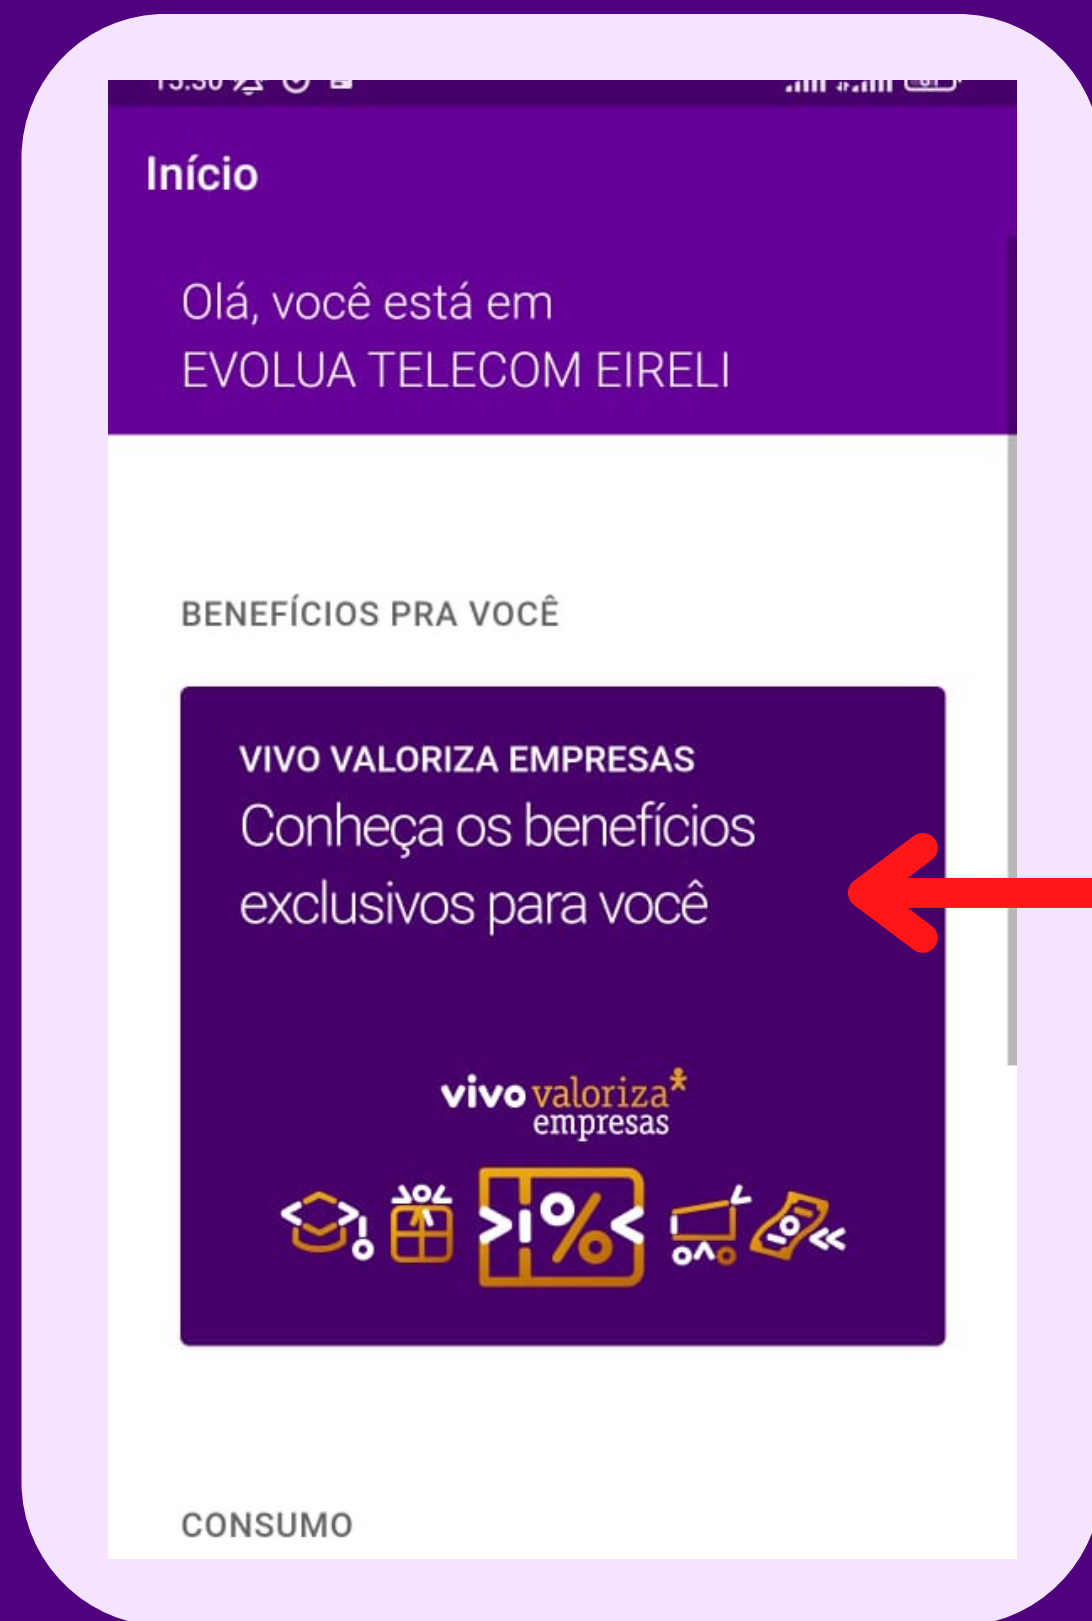 Início
Olá, você está em
EVOLUA TELECOM EIRELI
BENEFÍCIOS PRA VOCÊ
VIVO VALORIZA EMPRESAS
Conheça os benefícios
exclusivos para você
vivo valoriza
empresas
%
CONSUMO